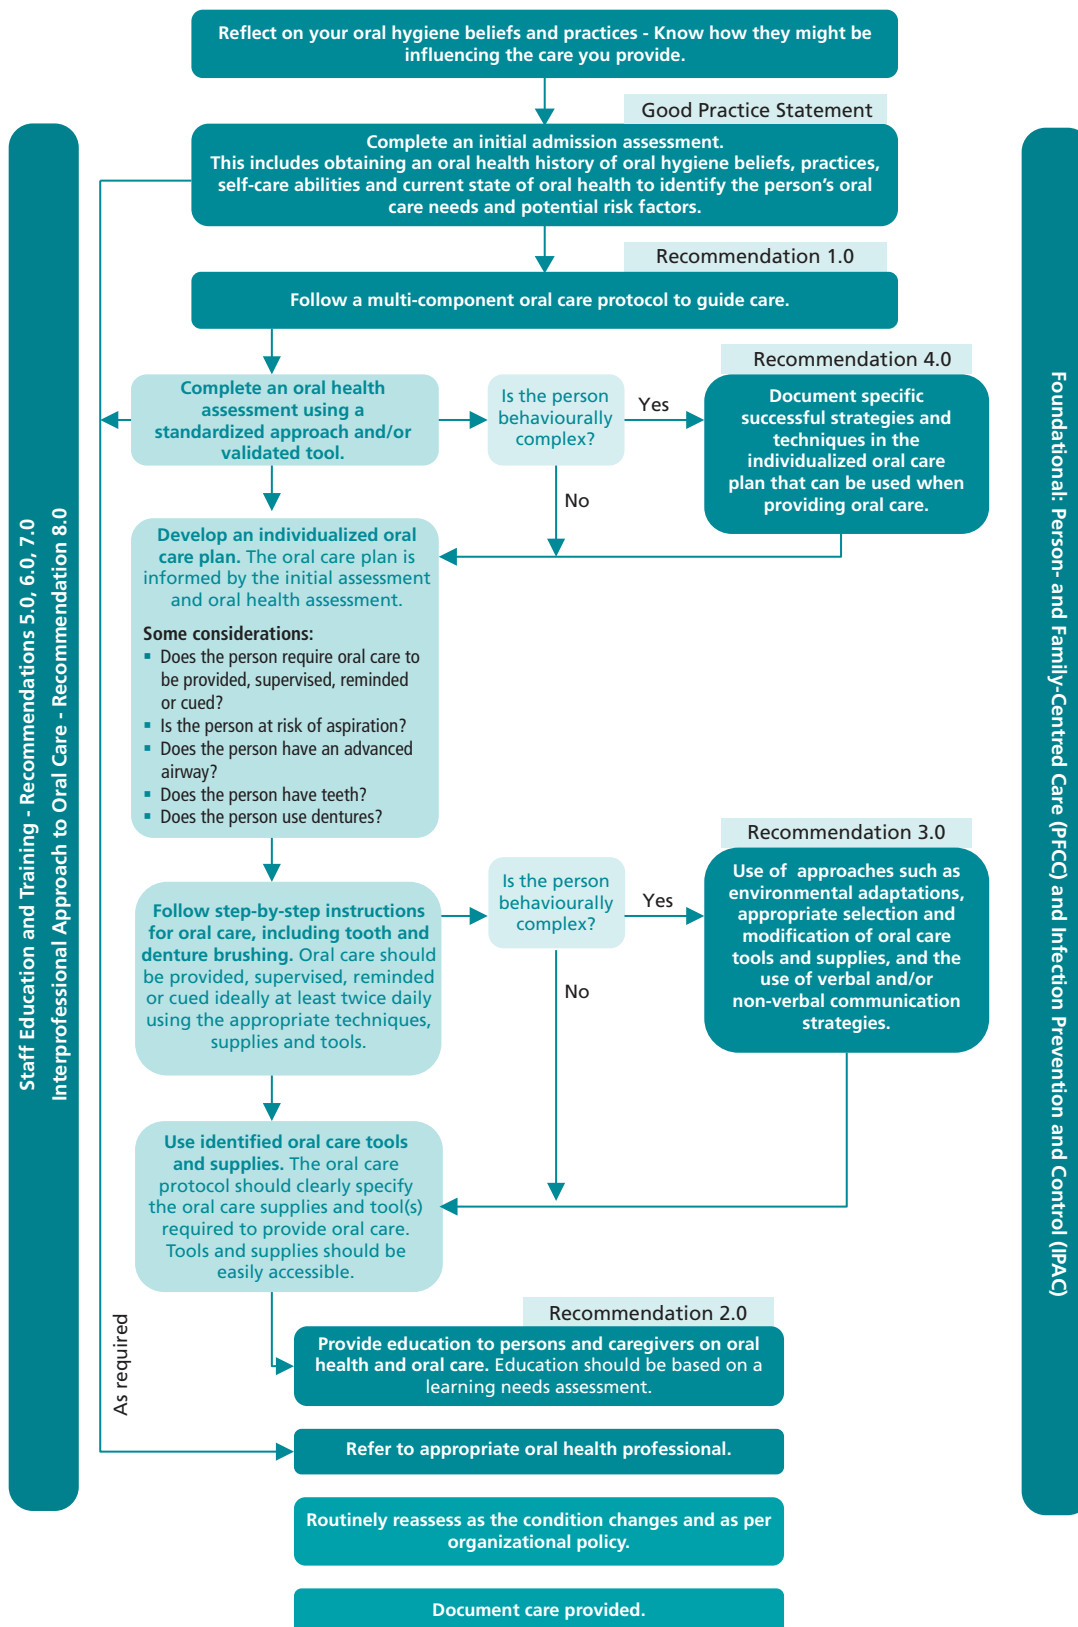 Reflect on your oral hygiene beliefs and practices - Know how they might be
influencing the care you provide.
Good Practice Statement
Complete an initial admission assessment.
This includes obtaining an oral health history of oral hygiene beliefs, practices,
self-care abilities and current state of oral health to identify the person’s oral
care needs and potential risk factors.
Recommendation 1.0
Follow a multi-component oral care protocol to guide care.
Complete an oral health
assessment using a
standardized approach and/or
validated tool.
Is the person
behaviourally
complex?
Yes
No
Recommendation 4.0
Document specific
successful strategies and
techniques in the
individualized oral care
plan that can be used when
providing oral care.
Develop an individualized oral
care plan. The oral care plan is
informed by the initial assessment
and oral health assessment.
Some considerations:
▪ Does the person require oral care to
be provided, supervised, reminded
or cued?
▪ Is the person at risk of aspiration?
▪ Does the person have an advanced
airway?
▪ Does the person have teeth?
▪ Does the person use dentures?
Follow step-by-step instructions
for oral care, including tooth and
denture brushing. Oral care should
be provided, supervised, reminded
or cued ideally at least twice daily
using the appropriate techniques,
supplies and tools.
Is the person
behaviourally
complex?
Yes
No
Recommendation 3.0
Use of approaches such as
environmental adaptations,
appropriate selection and
modification of oral care
tools and supplies, and the
use of verbal and/or
non-verbal communication
strategies.
Use identified oral care tools
and supplies. The oral care
protocol should clearly specify
the oral care supplies and tool(s)
required to provide oral care.
Tools and supplies should be
easily accessible.
Recommendation 2.0
Provide education to persons and caregivers on oral
health and oral care. Education should be based on a
learning needs assessment.
As required
Refer to appropriate oral health professional.
Routinely reassess as the condition changes and as per
organizational policy.
Document care provided.
Staff Education and Training - Recommendations 5.0, 6.0, 7.0
Interprofessional Approach to Oral Care - Recommendation 8.0
Foundational: Person- and Family-Centred Care (PFCC) and Infection Prevention and Control (IPAC)